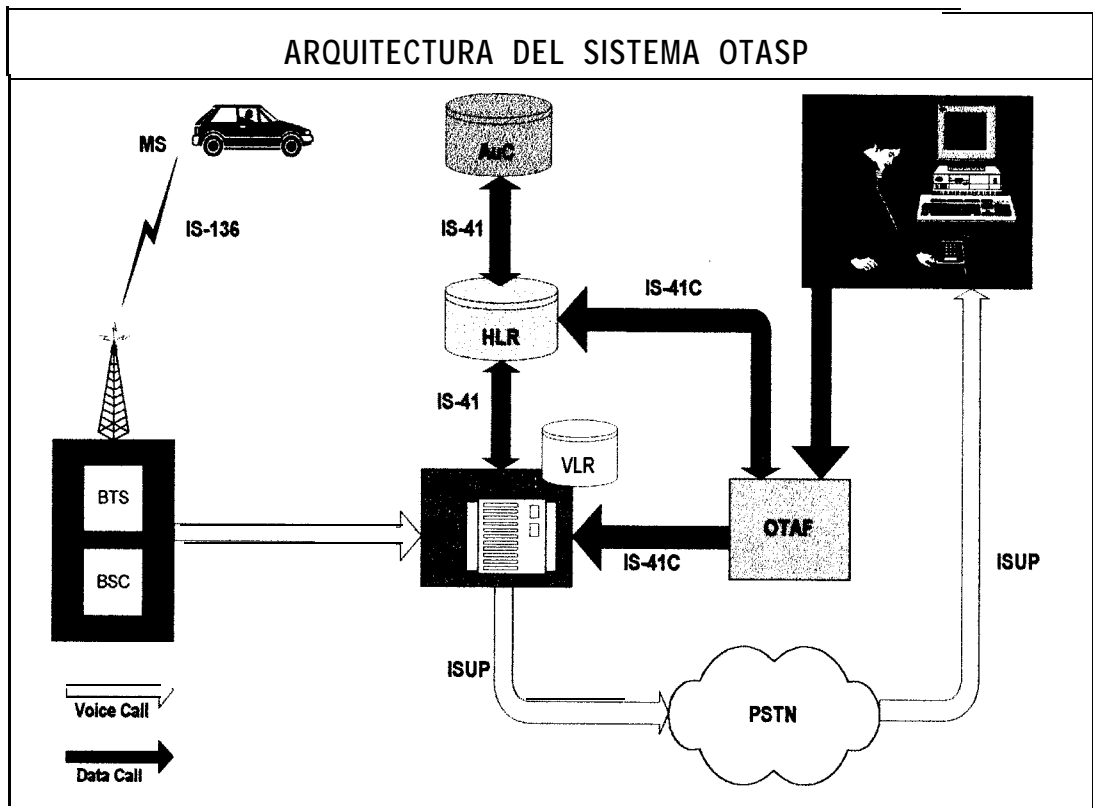 ARQUITECTURA DEL SISTEMA OTASP
MS
IS-136
AuC
IS-41
HLR
IS-41C
IS-41
VLR
BTS
BSC
OTAF
IS-41C
ISUP
ISUP
PSTN
Voice Call
Data Call